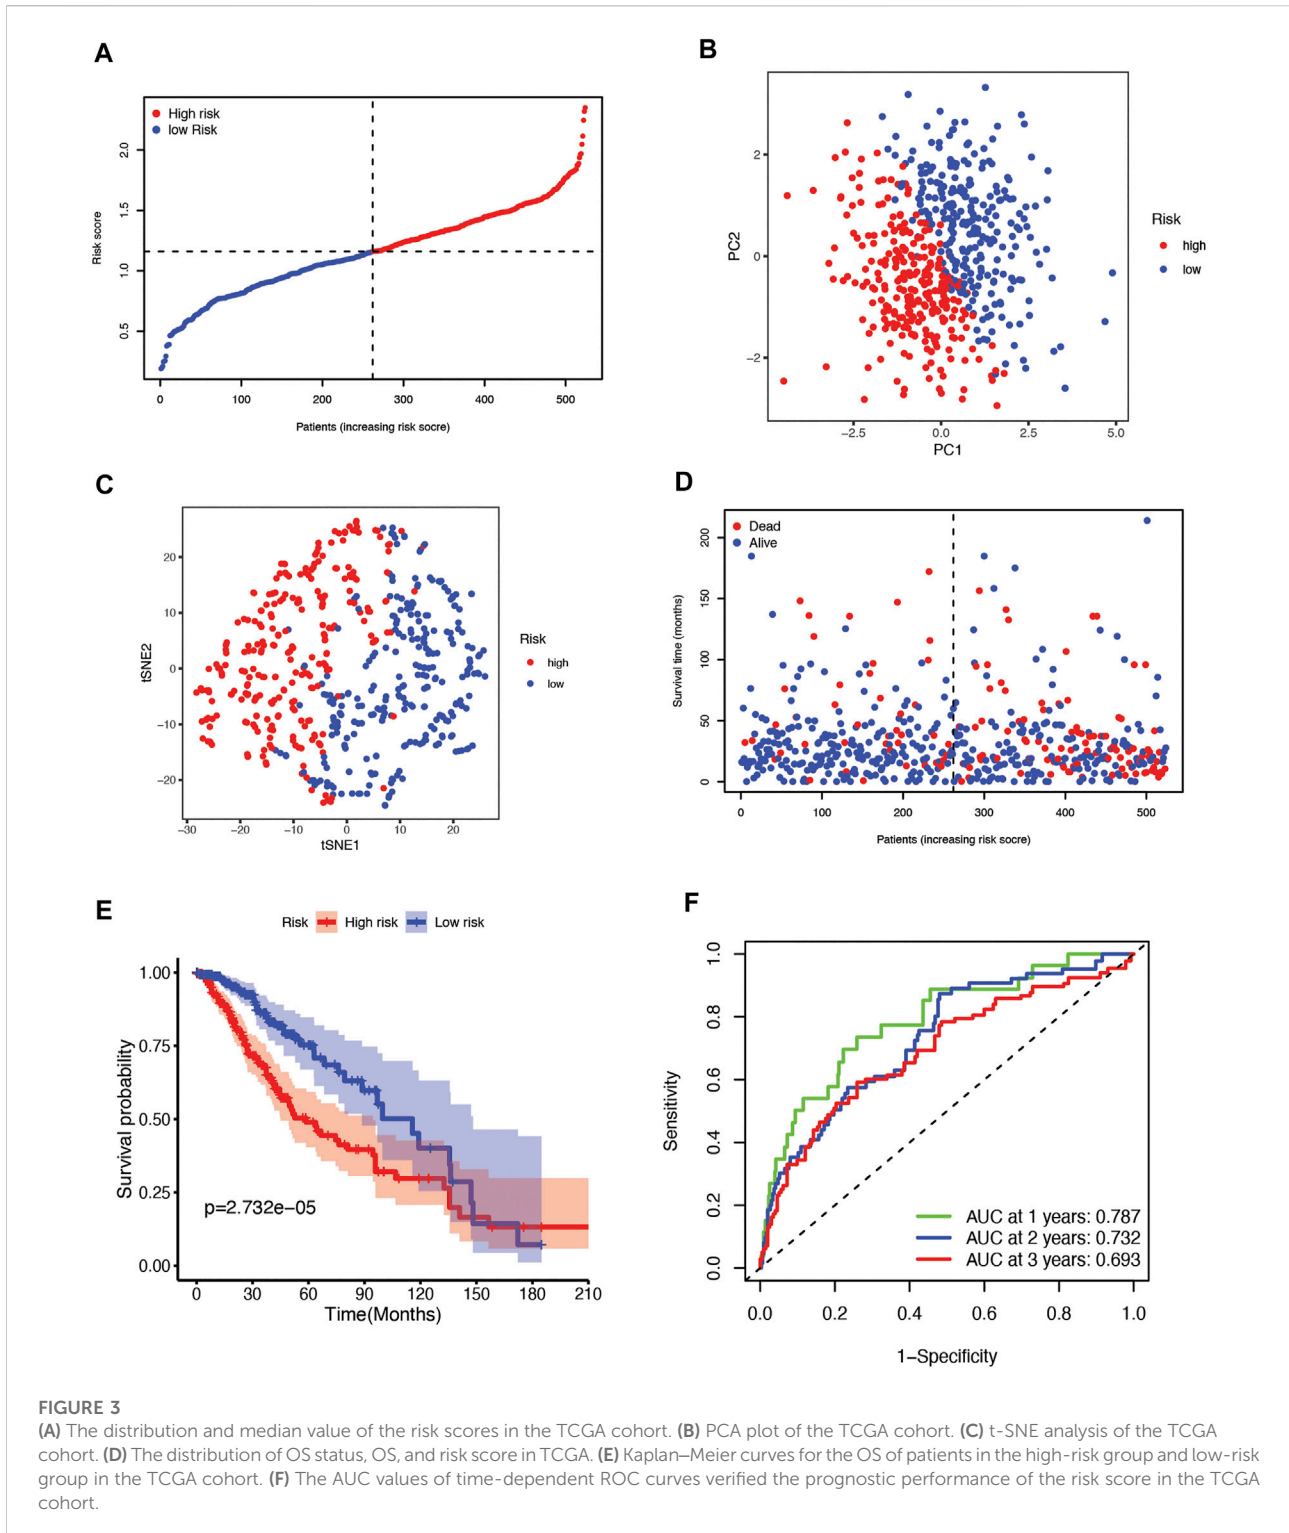 A
High risk
low Risk
Risk score
2.0
1.5
1.0
0.5
0 100 200 300 400 500
Patients (increasing risk socre)
B
PC2
2
0
−2
−2.5 0.0 2.5 5.0
PC1
Risk
high
low
C
tSNE2
20
10
0
−10
−20
−30 −20 −10 0 10 20
tSNE1
Risk
high
low
D
Dead
Alive
Survival time (months)
200
150
100
50
0
0 100 200 300 400 500
Patients (increasing risk socre)
E
Risk High risk Low risk
Survival probability
1.00
0.75
0.50
0.25
0.00
p=2.732e−05
0 30 60 90 120 150 180 210
Time(Months)
F
Sensitivity
1.0
0.8
0.6
0.4
0.2
0.0
AUC at 1 years: 0.787
AUC at 2 years: 0.732
AUC at 3 years: 0.693
0.0 0.2 0.4 0.6 0.8 1.0
1−Specificity
FIGURE 3
(A) The distribution and median value of the risk scores in the TCGA cohort. (B) PCA plot of the TCGA cohort. (C) t-SNE analysis of the TCGA
cohort. (D) The distribution of OS status, OS, and risk score in TCGA. (E) Kaplan–Meier curves for the OS of patients in the high-risk group and low-risk
group in the TCGA cohort. (F) The AUC values of time-dependent ROC curves verified the prognostic performance of the risk score in the TCGA
cohort.